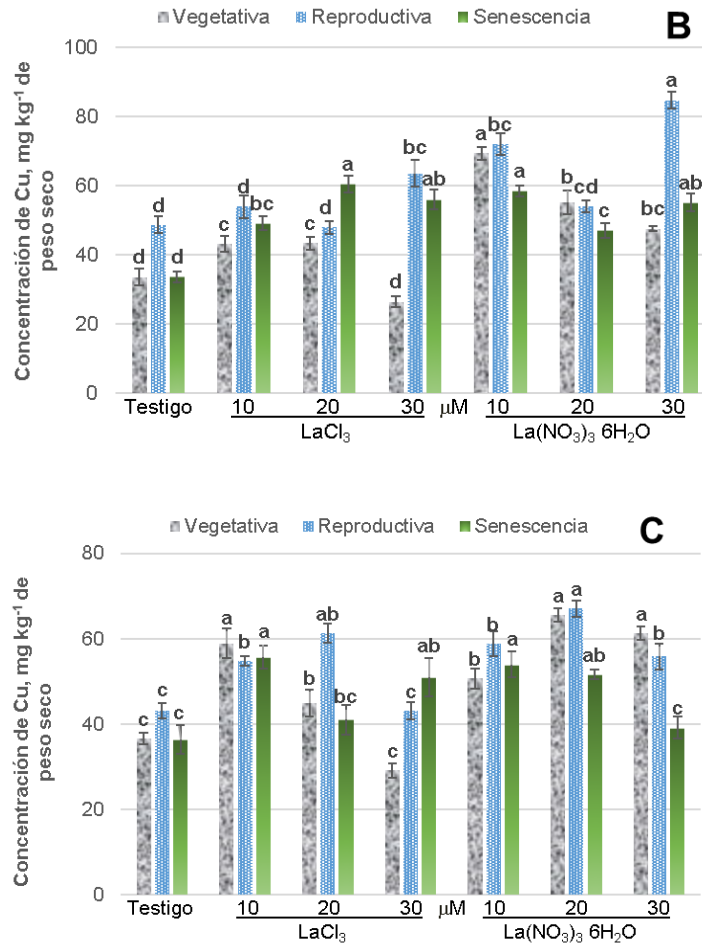 Vegetativa Reproductiva Senescencia
B
Concentración de Cu, mg kg⁻¹ de
peso seco
100
80
60
40
20
0
d d d
c d bc
c d a
d bc ab
a bc a
b cd c
bc a ab
Testigo 10 20 30 μM 10 20 30
LaCl₃ La(NO₃)₃ 6H₂O
Vegetativa Reproductiva Senescencia
C
Concentración de Cu, mg kg⁻¹ de
peso seco
80
60
40
20
0
c c c
a b a
b ab bc
c c ab
b b a
a a ab
a b c
Testigo 10 20 30 μM 10 20 30
LaCl₃ La(NO₃)₃ 6H₂O